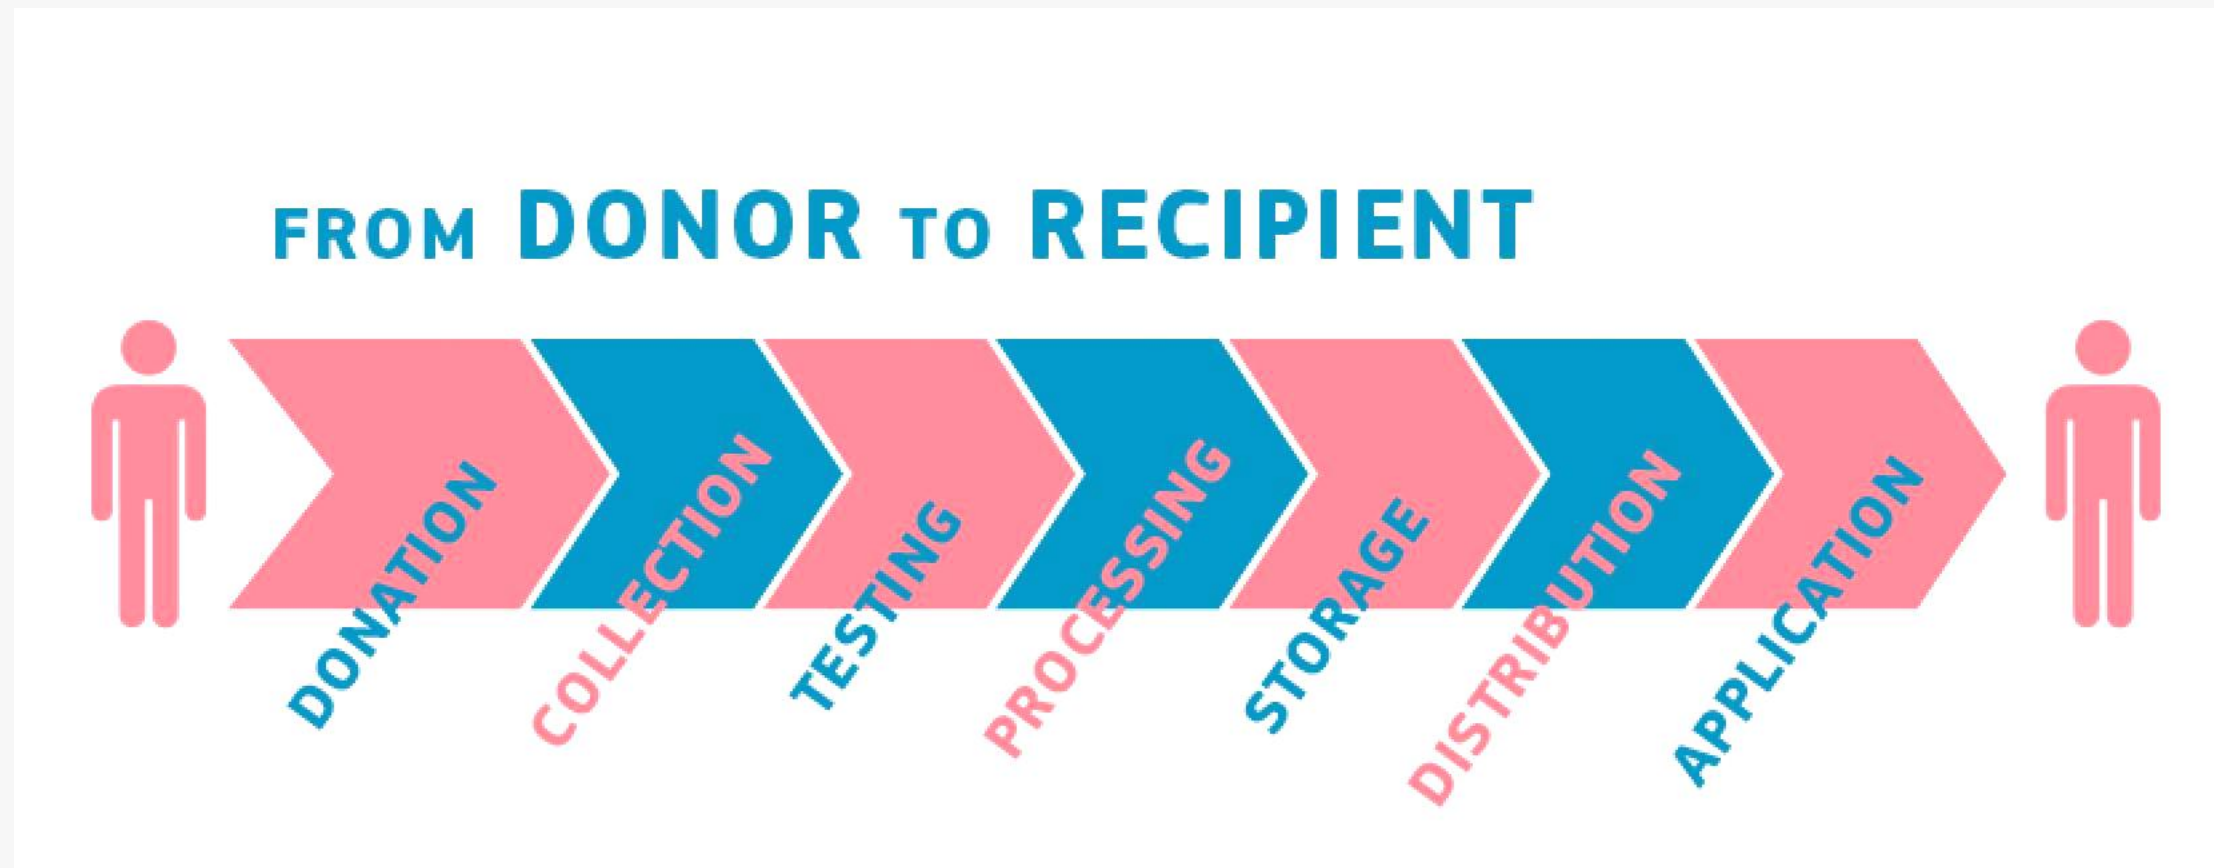 FROM DONOR TO RECIPIENT
DONATION
COLLECTION
TESTING
PROCESSING
STORAGE
DISTRIBUTION
APPLICATION